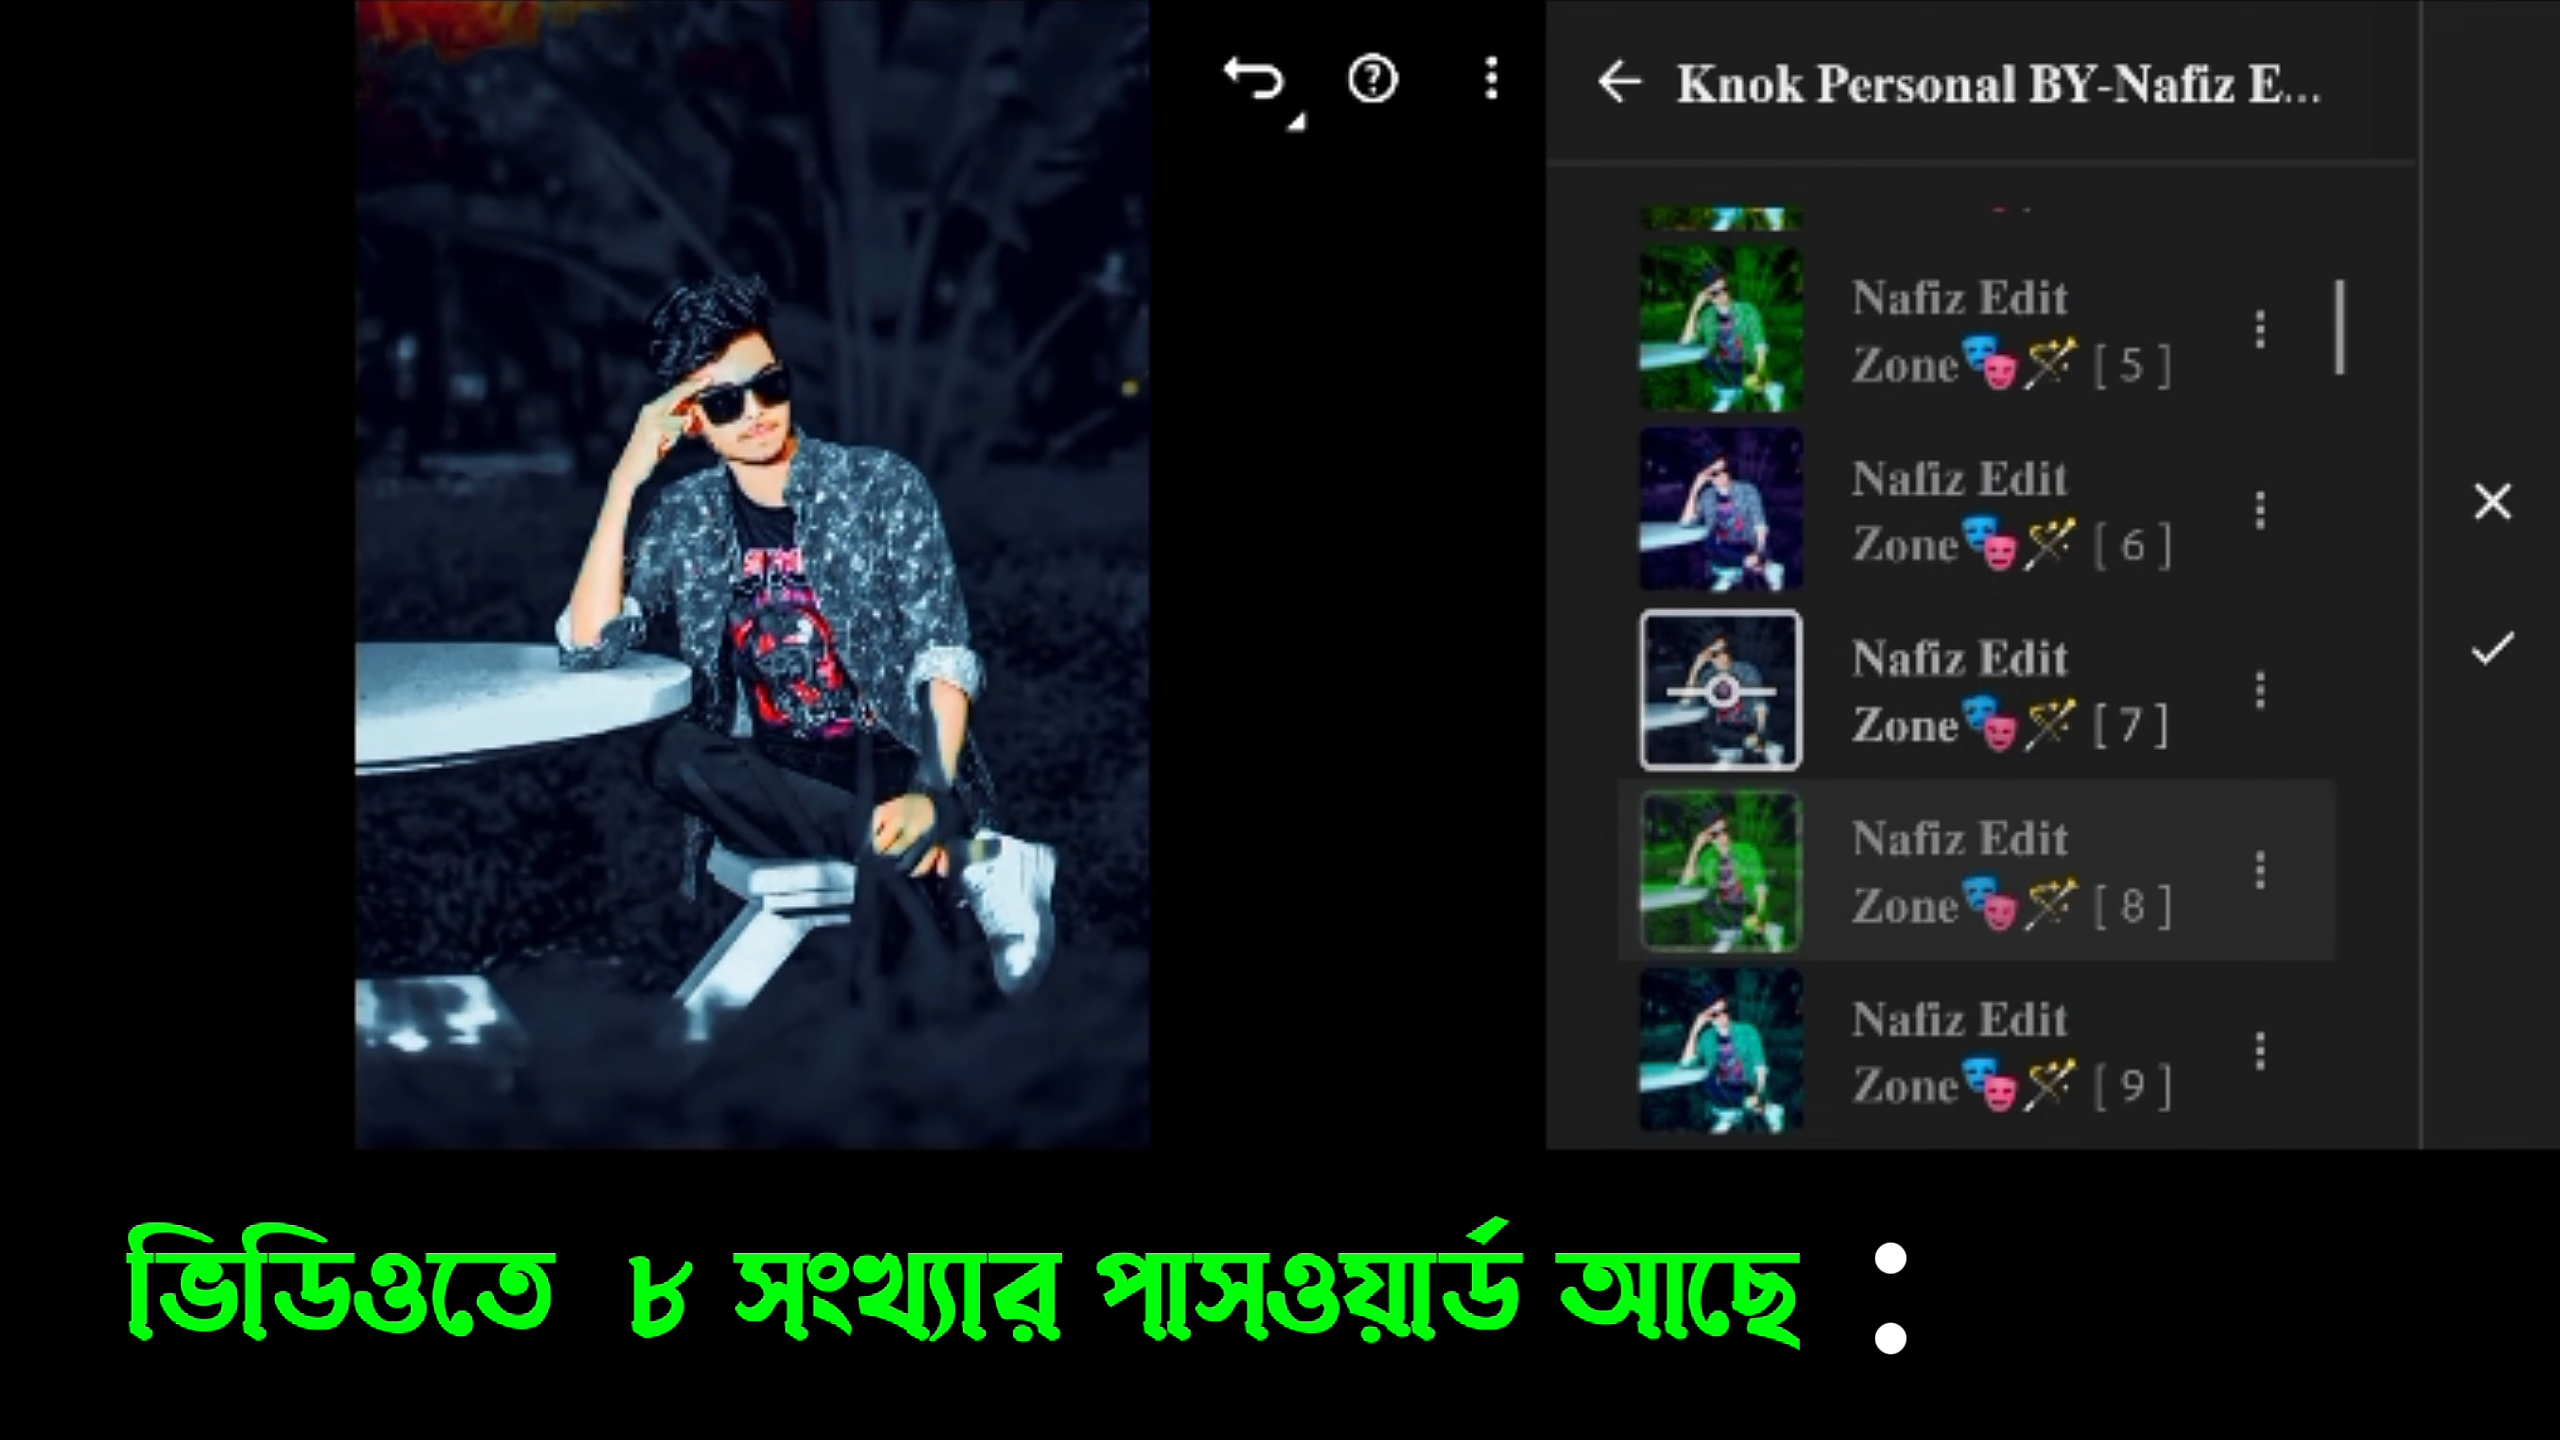 Knok Personal BY-Nafiz E...
Nafiz Edit
Zone🎭🪄 [ 5 ]
Nafiz Edit
Zone🎭🪄 [ 6 ]
Nafiz Edit
Zone🎭🪄 [ 7 ]
Nafiz Edit
Zone🎭🪄 [ 8 ]
Nafiz Edit
Zone🎭🪄 [ 9 ]
ভিডিওতে ৮ সংখ্যার পাসওয়ার্ড আছে :